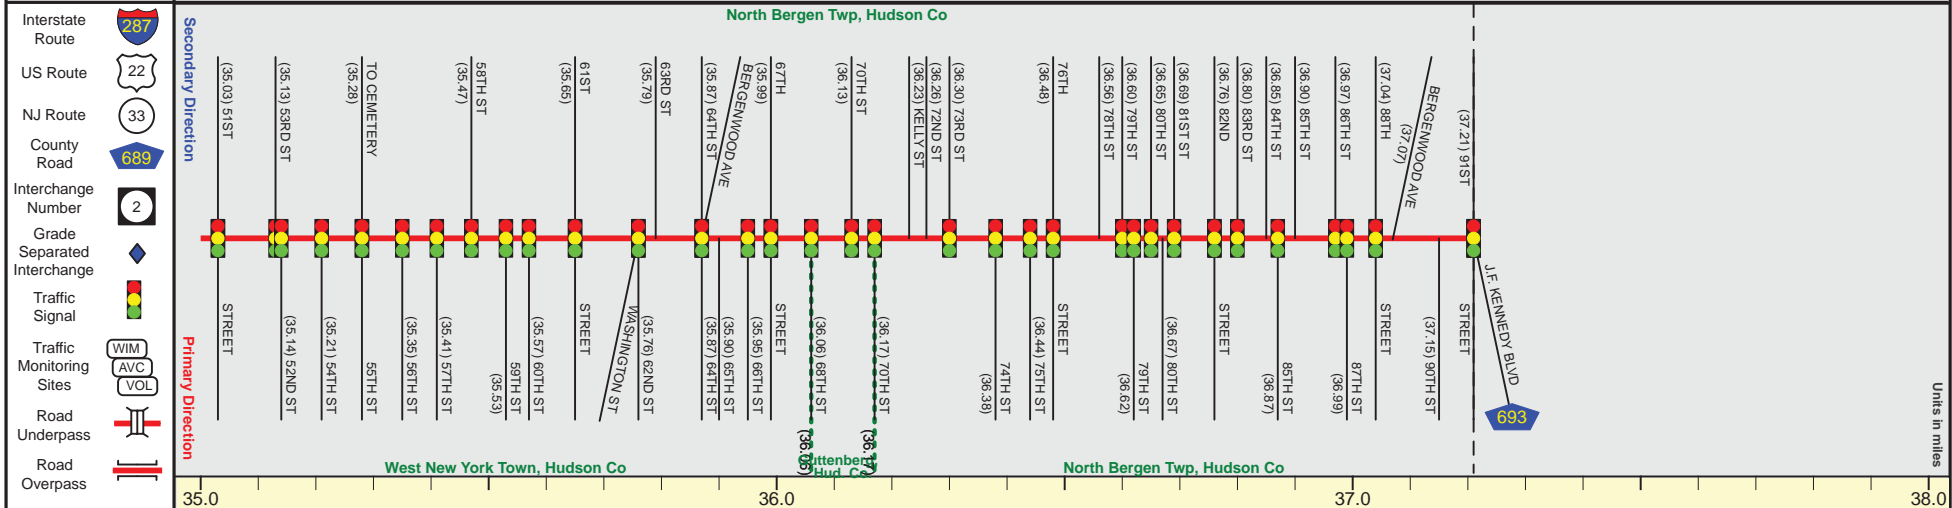 Interstate
Route
287
US Route
22
NJ Route
33
County
Road
689
Interchange
Number
2
Grade
Separated
Interchange
Traffic
Signal
Traffic
Monitoring
Sites
WIM
AVC
VOL
Road
Underpass
Road
Overpass
Secondary Direction
Primary Direction
North Bergen Twp, Hudson Co
(35.03) 51ST
(35.13) 53RD ST
TO CEMETERY
(35.28)
58TH ST
(35.47)
61ST
(35.65)
63RD ST
(35.79)
(35.87) 64TH ST
BERGENWOOD AVE
(35.99)
67TH
70TH ST
(36.13)
(36.23) KELLY ST
(36.26) 72ND ST
(36.30) 73RD ST
76TH
(36.48)
(36.56) 78TH ST
(36.60) 79TH ST
(36.65) 80TH ST
(36.69) 81ST ST
(36.76) 82ND
(36.80) 83RD ST
(36.85) 84TH ST
(36.90) 85TH ST
(36.97) 86TH ST
(37.04) 88TH
BERGENWOOD AVE
(37.07)
(37.21) 91ST
STREET
(35.14) 52ND ST
(35.21) 54TH ST
55TH ST
(35.35) 56TH ST
(35.41) 57TH ST
59TH ST
(35.53)
(35.57) 60TH ST
STREET
WASHINGTON ST
(35.76) 62ND ST
(35.87) 64TH ST
(35.90) 65TH ST
(35.95) 66TH ST
STREET
(36.06) 68TH ST
(36.17) 70TH ST
74TH ST
(36.38)
(36.44) 75TH ST
STREET
79TH ST
(36.62)
(36.67) 80TH ST
STREET
85TH ST
(36.87)
87TH ST
(36.99)
STREET
(37.15) 90TH ST
STREET
J.F. KENNEDY BLVD
693
(36.06)
(36.17)
West New York Town, Hudson Co
Guttenberg
Hud. Co
North Bergen Twp, Hudson Co
Units in miles
35.0
36.0
37.0
38.0